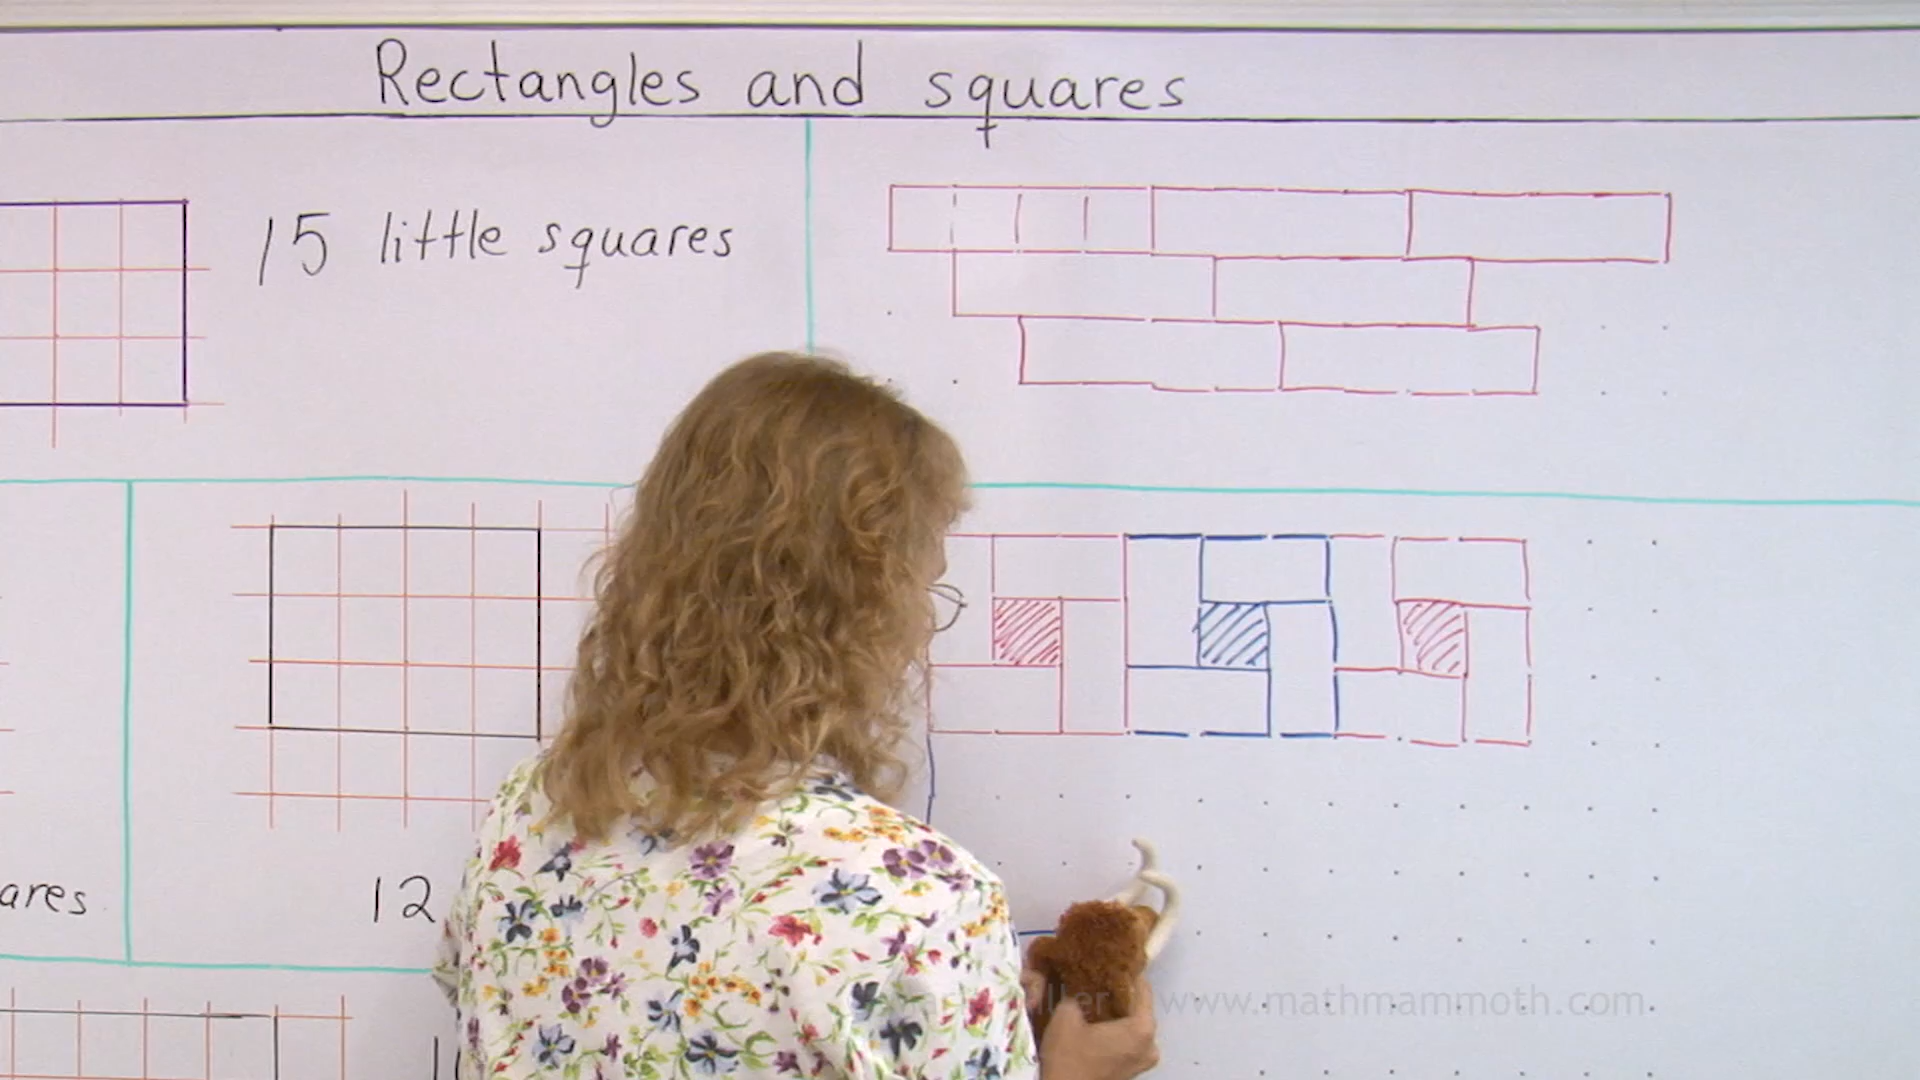 Rectangles and squares
15 little squares
ares
12
www.mathmammoth.com